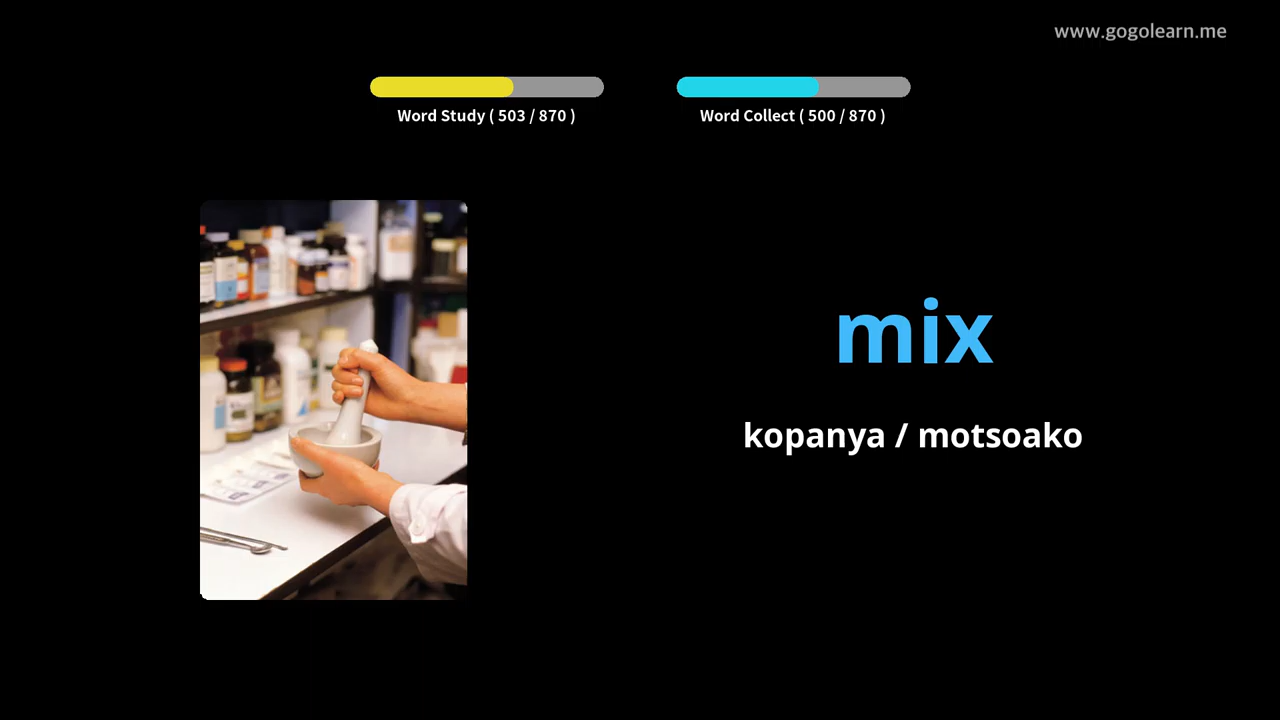 www.gogolearn.me
Word Study ( 503 / 870 )
Word Collect ( 500 / 870 )
mix
kopanya / motsoako